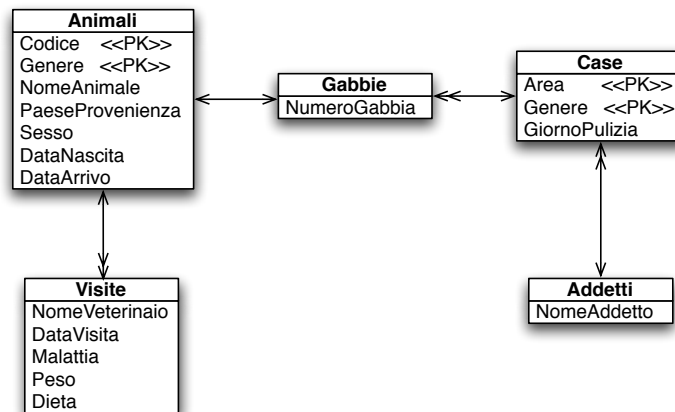 Animali
Codice <<PK>>
Genere <<PK>>
NomeAnimale
PaeseProvenienza
Sesso
DataNascita
DataArrivo
Gabbie
NumeroGabbia
Case
Area <<PK>>
Genere <<PK>>
GiornoPulizia
Visite
NomeVeterinaio
DataVisita
Malattia
Peso
Dieta
Addetti
NomeAddetto